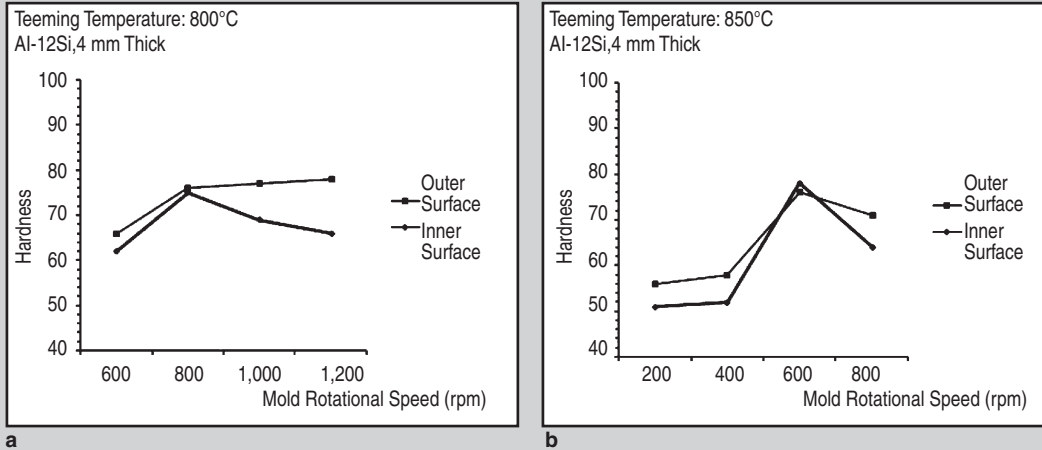 Teeming Temperature: 800°C
Al-12Si,4 mm Thick
100
90
80
70
60
50
40
Hardness
600 800 1,000 1,200
Mold Rotational Speed (rpm)
Outer
Surface
Inner
Surface
a
Teeming Temperature: 850°C
Al-12Si,4 mm Thick
100
90
80
70
60
50
40
Hardness
200 400 600 800
Mold Rotational Speed (rpm)
Outer
Surface
Inner
Surface
b